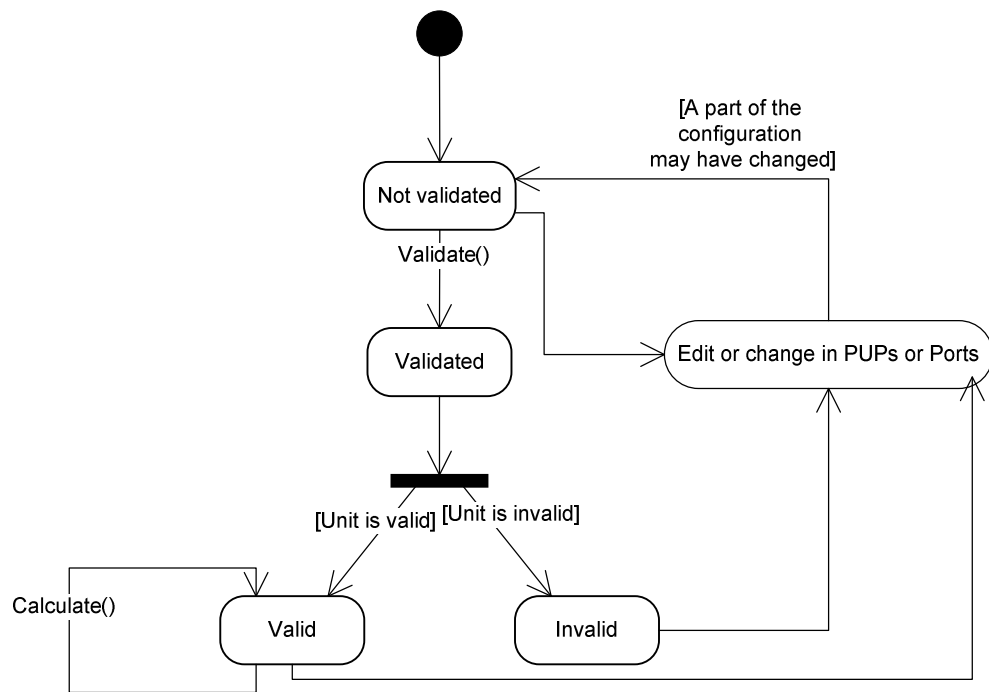 [A part of the
configuration
may have changed]
Not validated
Validate()
Validated
Edit or change in PUPs or Ports
[Unit is valid]
[Unit is invalid]
Calculate()
Valid
Invalid